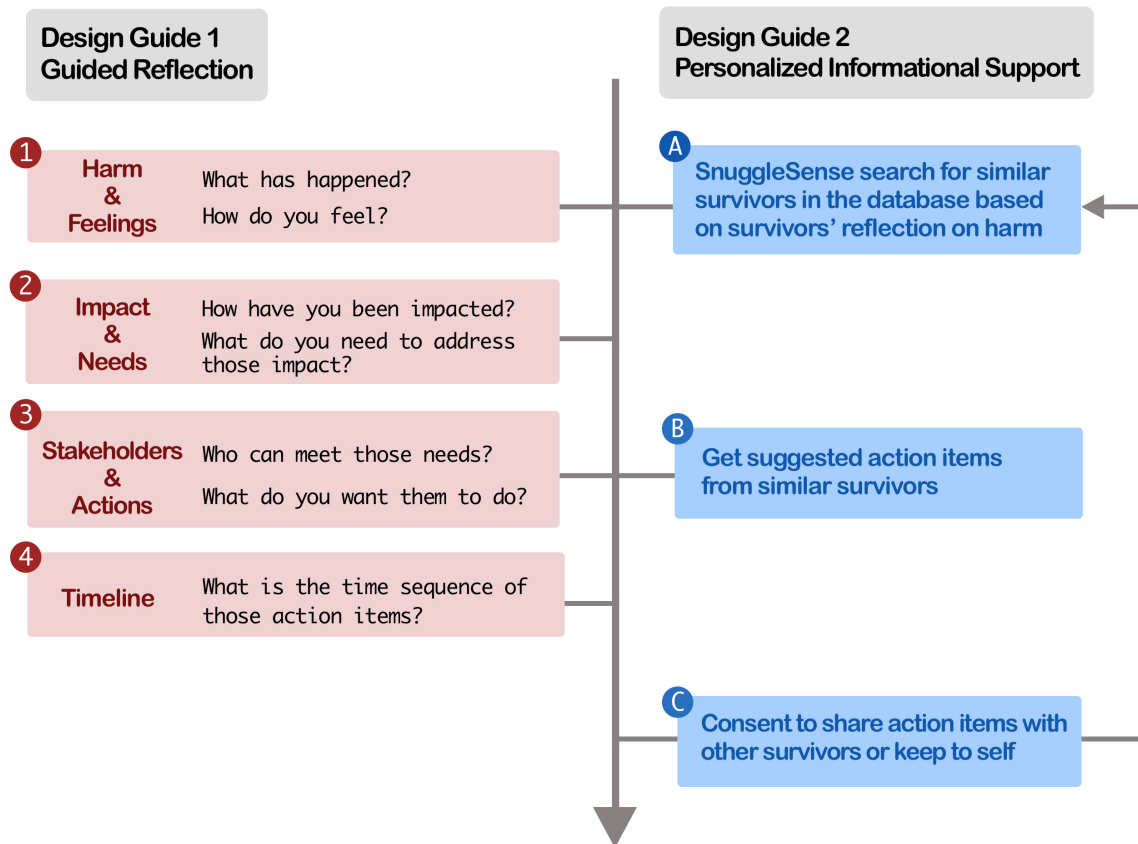 Design Guide 1
Guided Reflection
Design Guide 2
Personalized Informational Support
1
Harm
&
Feelings
What has happened?
How do you feel?
A
SnuggleSense search for similar
survivors in the database based
on survivors’ reflection on harm
2
Impact
&
Needs
How have you been impacted?
What do you need to address
those impact?
3
Stakeholders
&
Actions
Who can meet those needs?
What do you want them to do?
B
Get suggested action items
from similar survivors
4
Timeline
What is the time sequence of
those action items?
C
Consent to share action items with
other survivors or keep to self